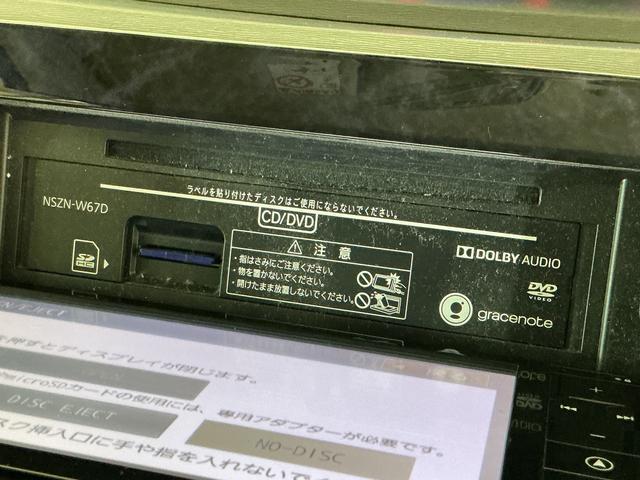 ラベルを貼り付けたディスクはご使用にならないでください。
CD/DVD
NSZN-W67D
SD HC
注意
・指はさみにご注意ください。
・物を置かないでください。
・開けたまま放置しないでください。
DOLBY AUDIO
DVD
VIDEO
G gracenote
N/EJECT
を押すとディスプレイが閉じます。
microSDカードの使用には、専用アダプターが必要です。
DISC EJECT
NO-DISC
スク挿入口に手や指を入れないで